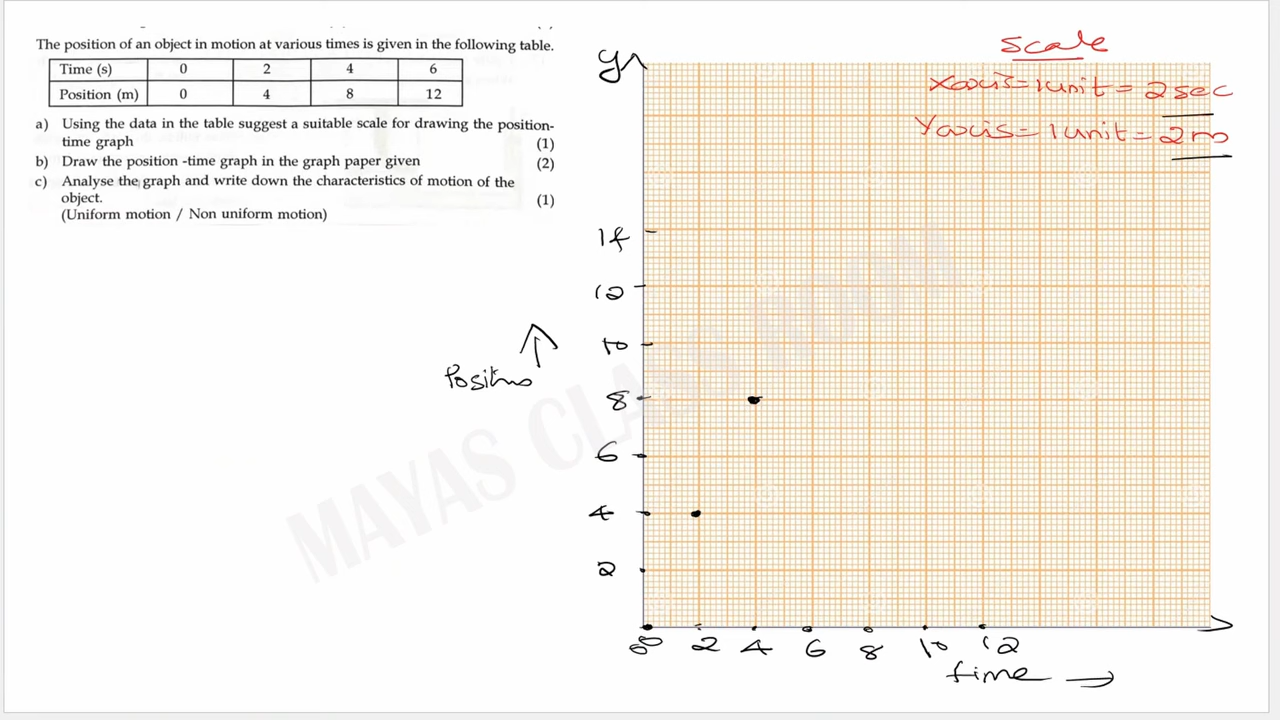 The position of an object in motion at various times is given in the following table.
Time (s) 0 2 4 6
Position (m) 0 4 8 12
a) Using the data in the table suggest a suitable scale for drawing the position-
time graph (1)
b) Draw the position -time graph in the graph paper given (2)
c) Analyse the graph and write down the characteristics of motion of the
object. (1)
(Uniform motion / Non uniform motion)
scale
x axis = 1 unit = 2 sec
Y axis = 1 unit = 2 m
y
14
12
10
8
6
4
2
0
Position
0 2 4 6 8 10 12
time
MAYAS CLASS